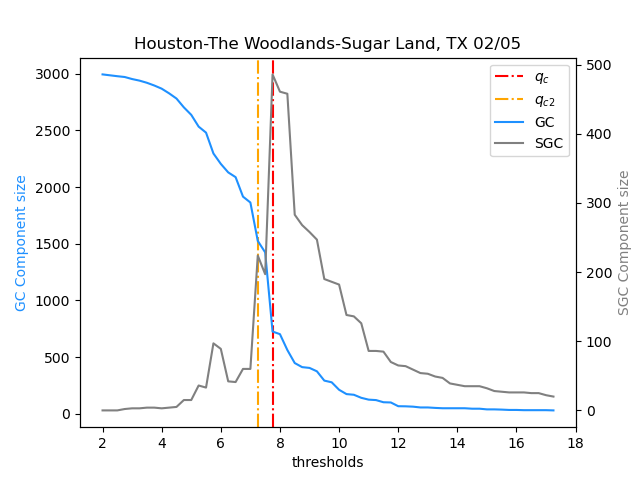 Houston-The Woodlands-Sugar Land, TX 02/05
GC Component size
3000
2500
2000
1500
1000
500
0
500
400
300
200
100
0
SGC Component size
q_c
q_c2
GC
SGC
2 4 6 8 10 12 14 16 18
thresholds